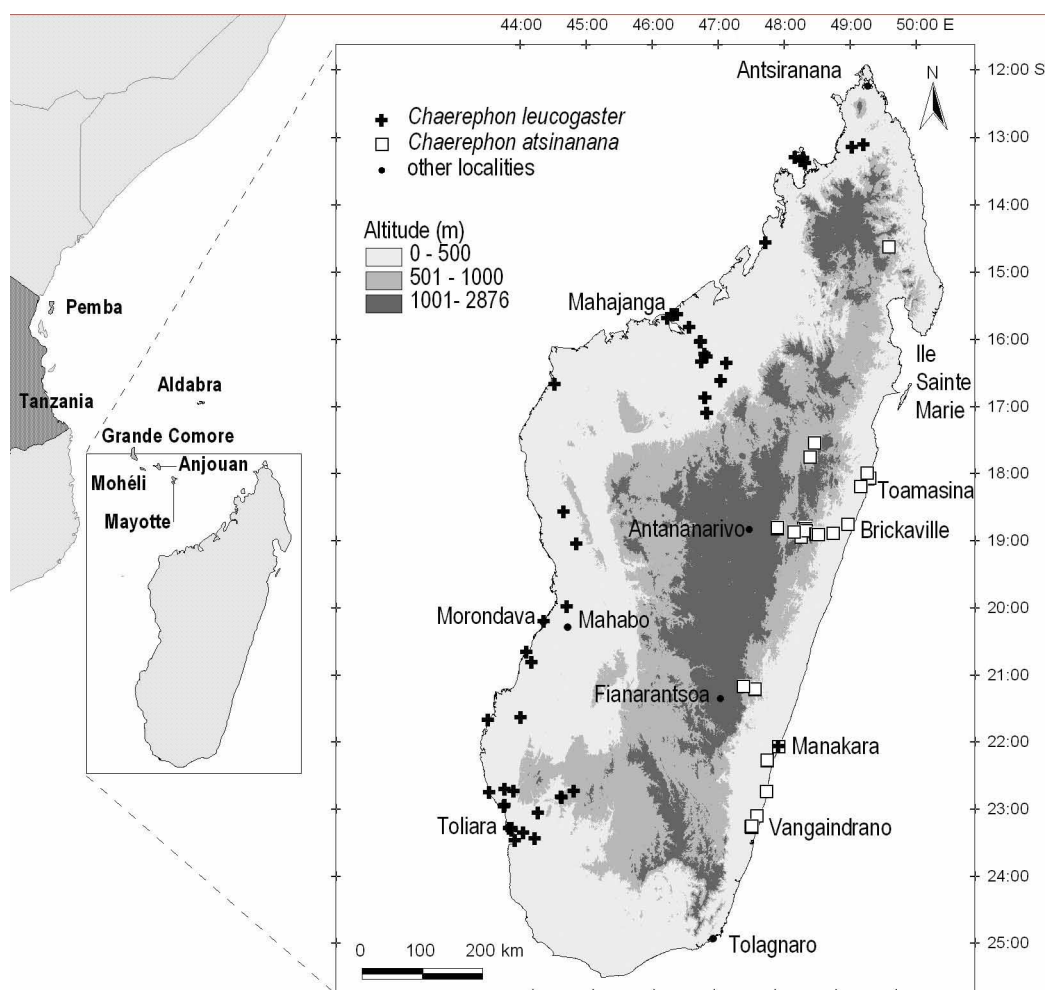 44:00 45:00 46:00 47:00 48:00 49:00 50:00 E
12:00 S
13:00
14:00
15:00
16:00
17:00
18:00
19:00
20:00
21:00
22:00
23:00
24:00
25:00
N
Chaerephon leucogaster
Chaerephon atsinanana
other localities
Altitude (m)
0 - 500
501 - 1000
1001- 2876
Antsiranana
Mahajanga
Ile
Sainte
Marie
Toamasina
Antananarivo
Brickaville
Morondava
Mahabo
Fianarantsoa
Manakara
Toliara
Vangaindrano
Tolagnaro
0 100 200 km
Pemba
Tanzania
Aldabra
Grande Comore
Anjouan
Mohéli
Mayotte